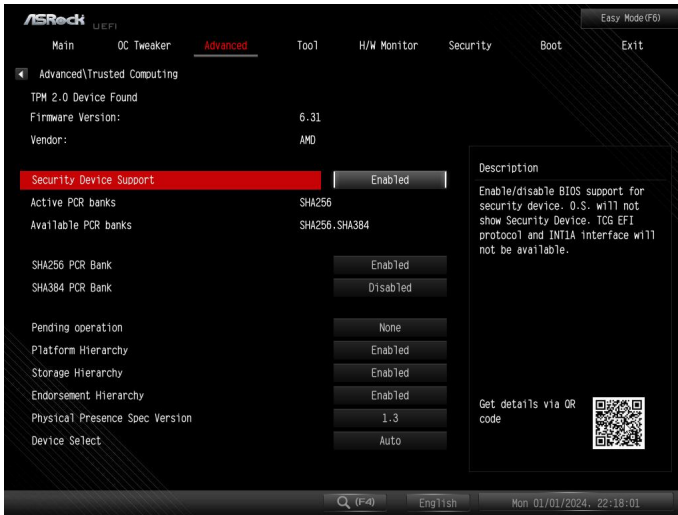 ASRock UEFI
Easy Mode(F6)
Main OC Tweaker Advanced Tool H/W Monitor Security Boot Exit
Advanced\Trusted Computing
TPM 2.0 Device Found
Firmware Version: 6.31
Vendor: AMD
Security Device Support Enabled
Active PCR banks SHA256
Available PCR banks SHA256.SHA384
SHA256 PCR Bank Enabled
SHA384 PCR Bank Disabled
Pending operation None
Platform Hierarchy Enabled
Storage Hierarchy Enabled
Endorsement Hierarchy Enabled
Physical Presence Spec Version 1.3
Device Select Auto
Description
Enable/disable BIOS support for
security device. O.S. will not
show Security Device. TCG EFI
protocol and INT1A interface will
not be available.
Get details via QR
code
(F4) English Mon 01/01/2024. 22:18:01